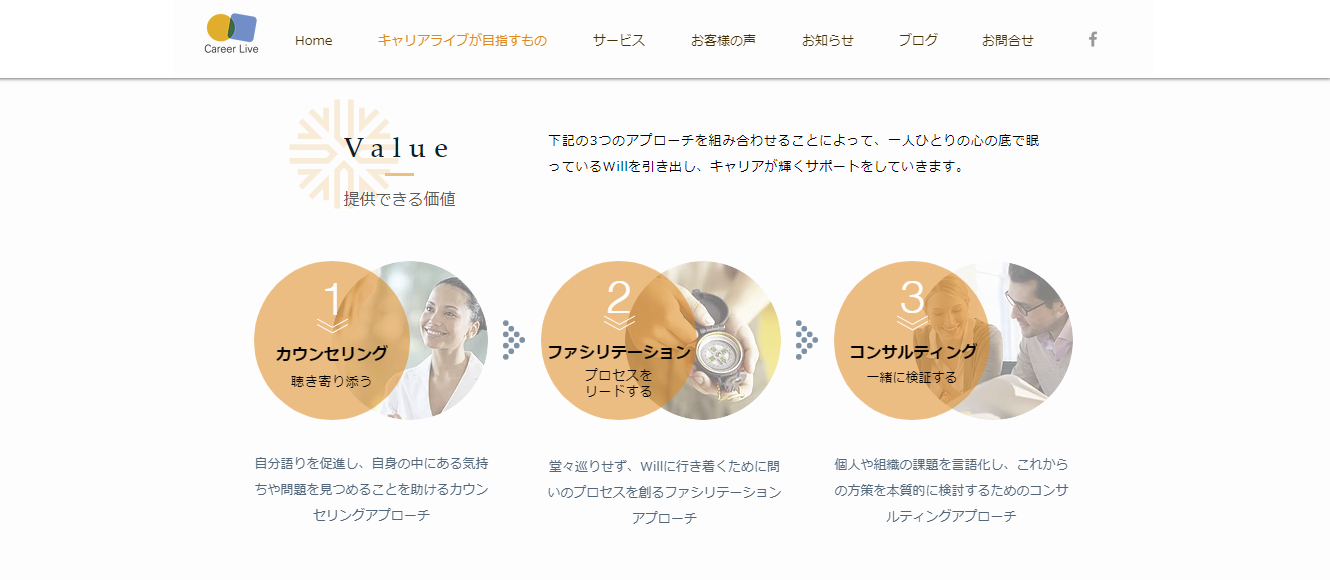 Career Live
Home
キャリアライブが目指すもの
サービス
お客様の声
お知らせ
ブログ
お問合せ
f
Value
提供できる価値
下記の3つのアプローチを組み合わせることによって、一人ひとりの心の底で眠
っているWillを引き出し、キャリアが輝くサポートをしていきます。
1
カウンセリング
聴き寄り添う
自分語りを促進し、自身の中にある気持
ちや問題を見つめることを助けるカウン
セリングアプローチ
2
ファシリテーション
プロセスを
リードする
堂々巡りせず、Willに行き着くために問
いのプロセスを創るファシリテーション
アプローチ
3
コンサルティング
一緒に検証する
個人や組織の課題を言語化し、これから
の方策を本質的に検討するためのコンサ
ルティングアプローチ